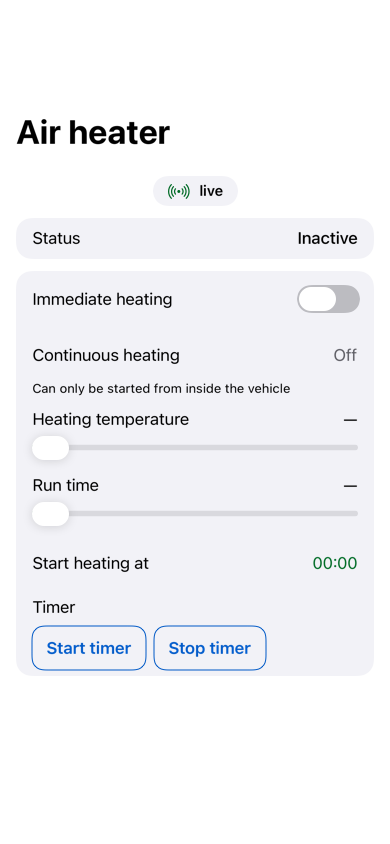 Air heater
live
Status Inactive
Immediate heating
Continuous heating Off
Can only be started from inside the vehicle
Heating temperature —
Run time —
Start heating at 00:00
Timer
Start timer Stop timer